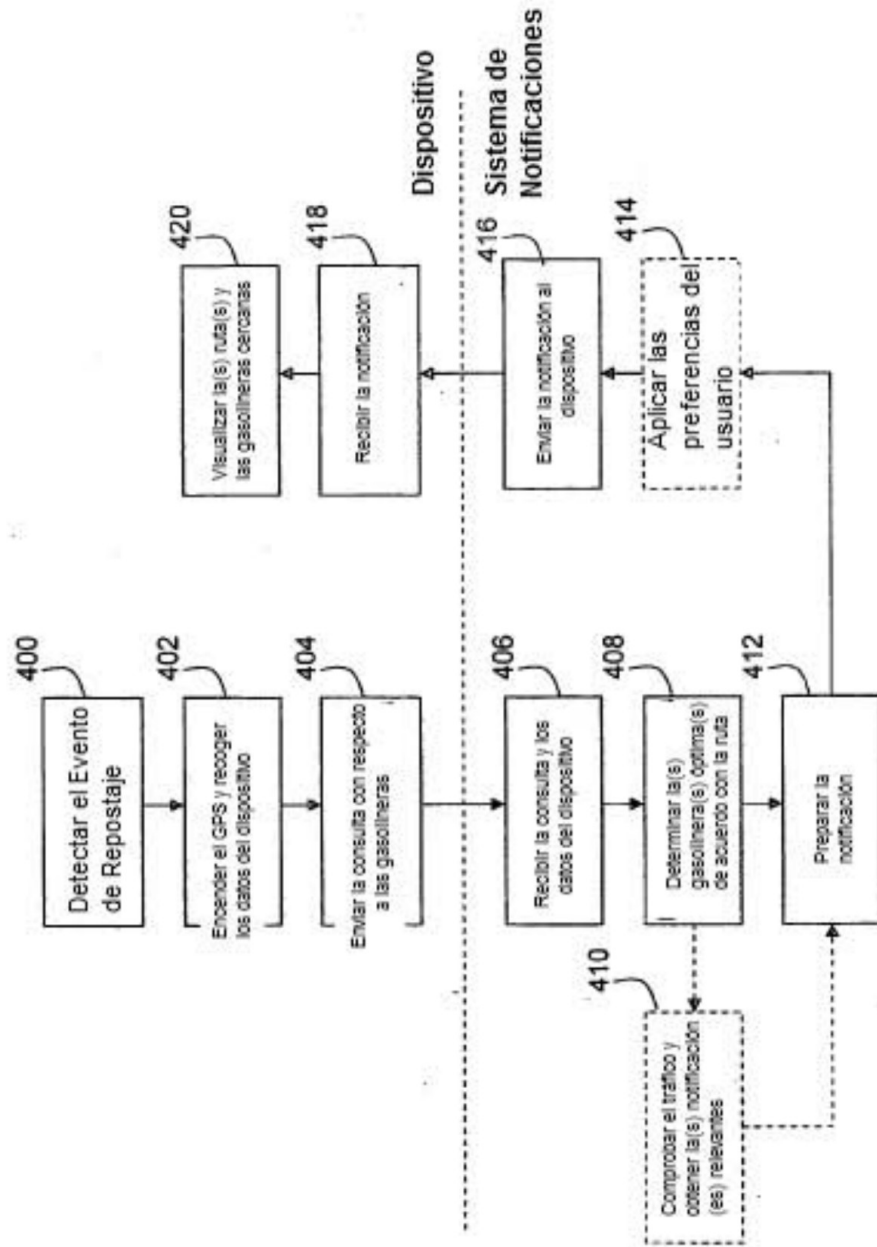 400
Detectar el Evento
de Repostaje
402
Encender el GPS y recoger
los datos del dispositivo
404
Enviar la consulta con respecto
a las gasolineras
406
Recibir la consulta y los
datos del dispositivo
408
Determinar la(s)
gasolinera(s) óptima(s)
de acuerdo con la ruta
410
Comprobar el tráfico y
obtener la(s) notificación
(es) relevantes
412
Preparar la
notificación
414
Aplicar las
preferencias del
usuario
416
Enviar la notificación al
dispositivo
418
Recibir la notificación
420
Visualizar la(s) ruta(s) y
las gasolineras cercanas
Dispositivo
Sistema de
Notificaciones